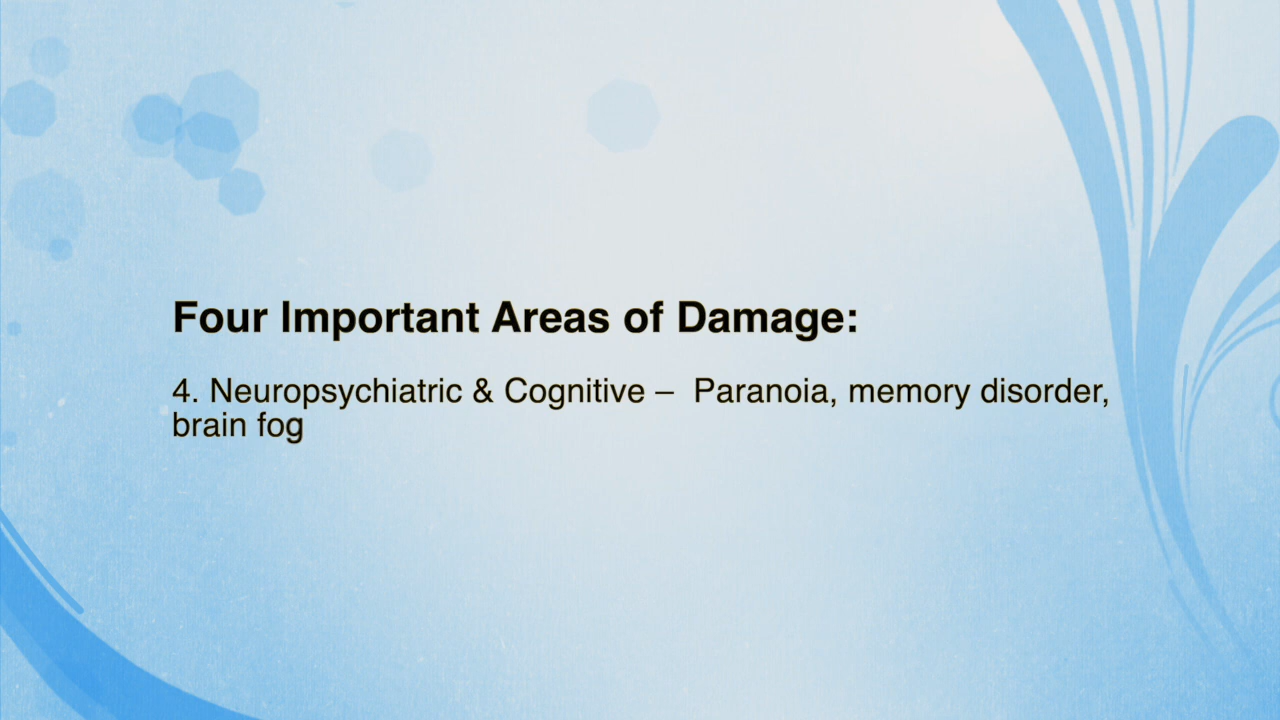 Four Important Areas of Damage:
4. Neuropsychiatric & Cognitive –  Paranoia, memory disorder,
brain fog